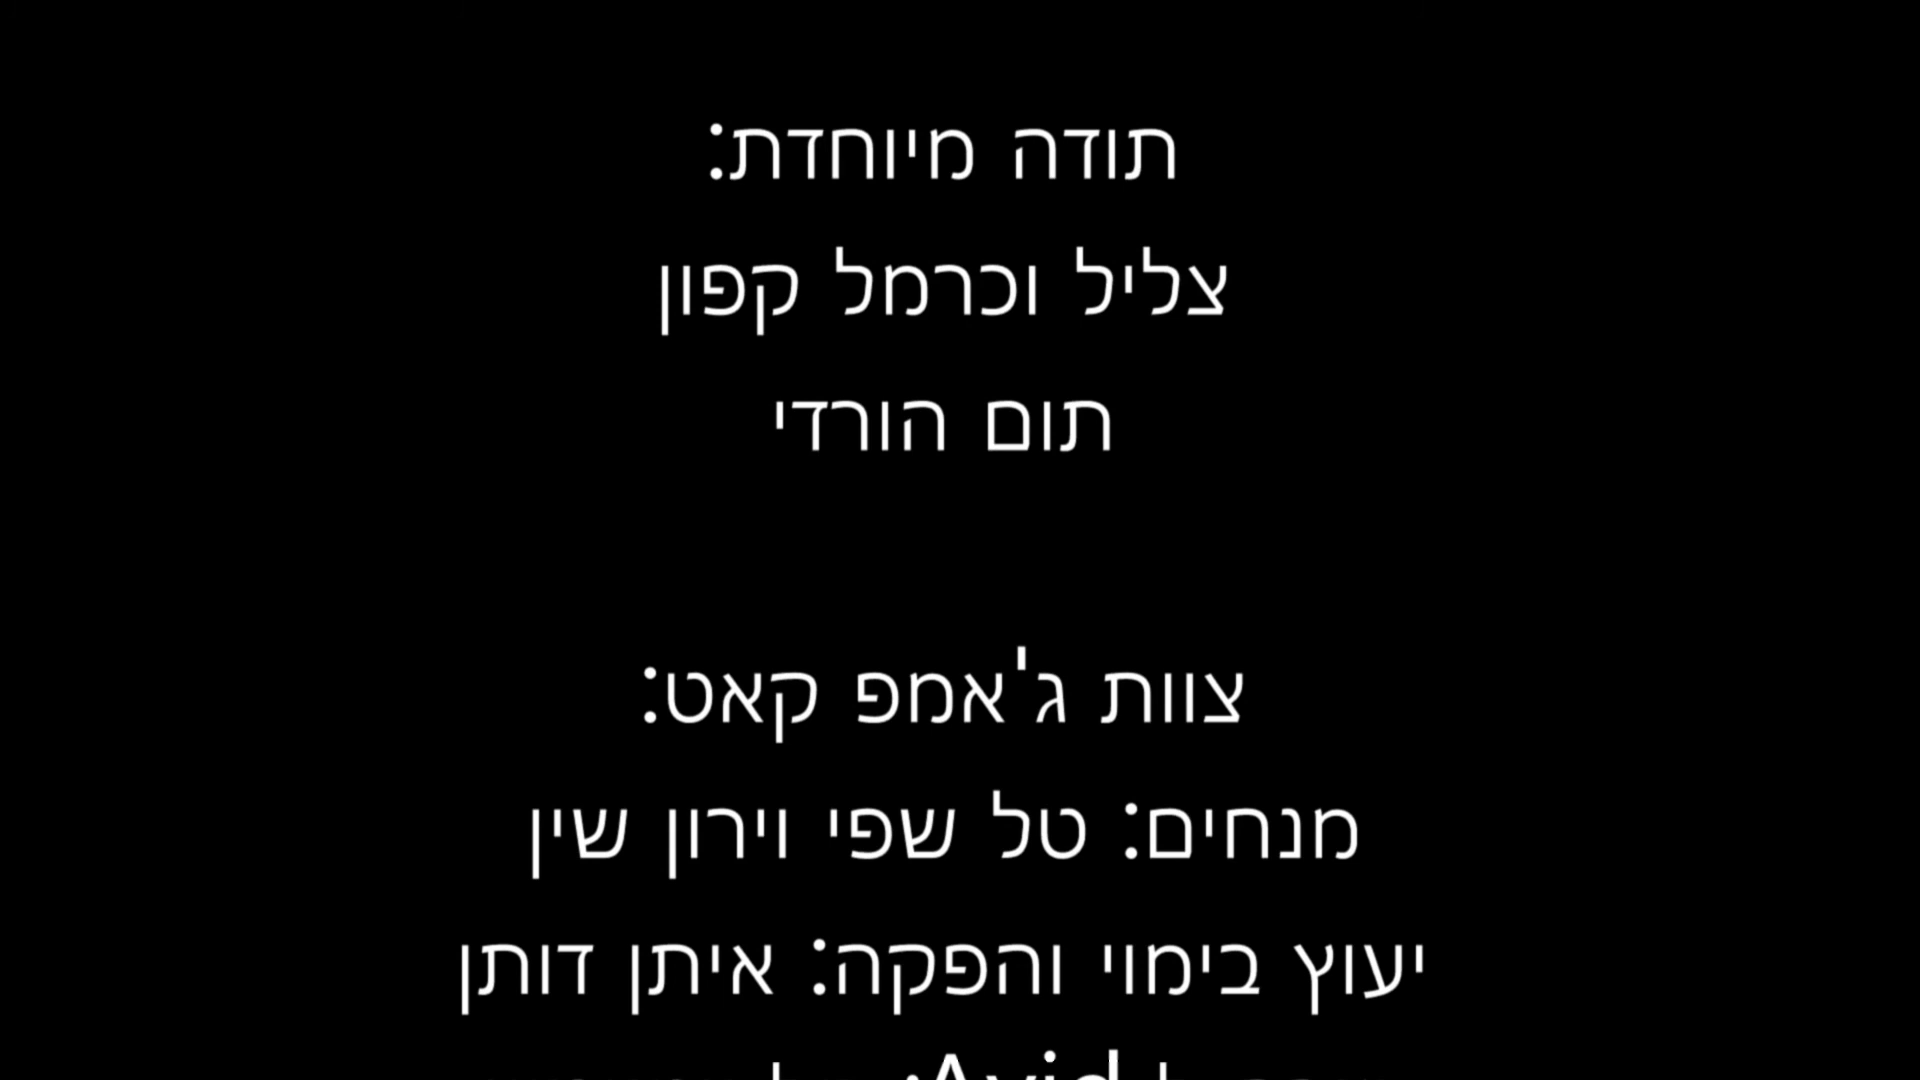 תודה מיוחדת:
צליל וכרמל קפון
תום הורדי
צוות ג'אמפ קאט:
מנחים: טל שפי וירון שין
יעוץ בימוי והפקה: איתן דותן
Avid: